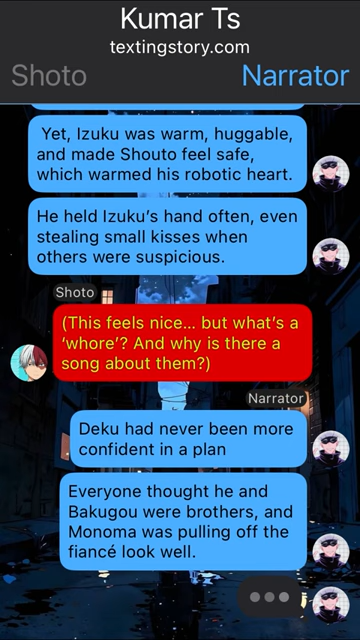 Kumar Ts
textingstory.com
Shoto
Narrator
Yet, Izuku was warm, huggable,
and made Shouto feel safe,
which warmed his robotic heart.
He held Izuku’s hand often, even
stealing small kisses when
others were suspicious.
Shoto
(This feels nice... but what’s a
‘whore’? And why is there a
song about them?)
Narrator
Deku had never been more
confident in a plan
Everyone thought he and
Bakugou were brothers, and
Monoma was pulling off the
fiancé look well.